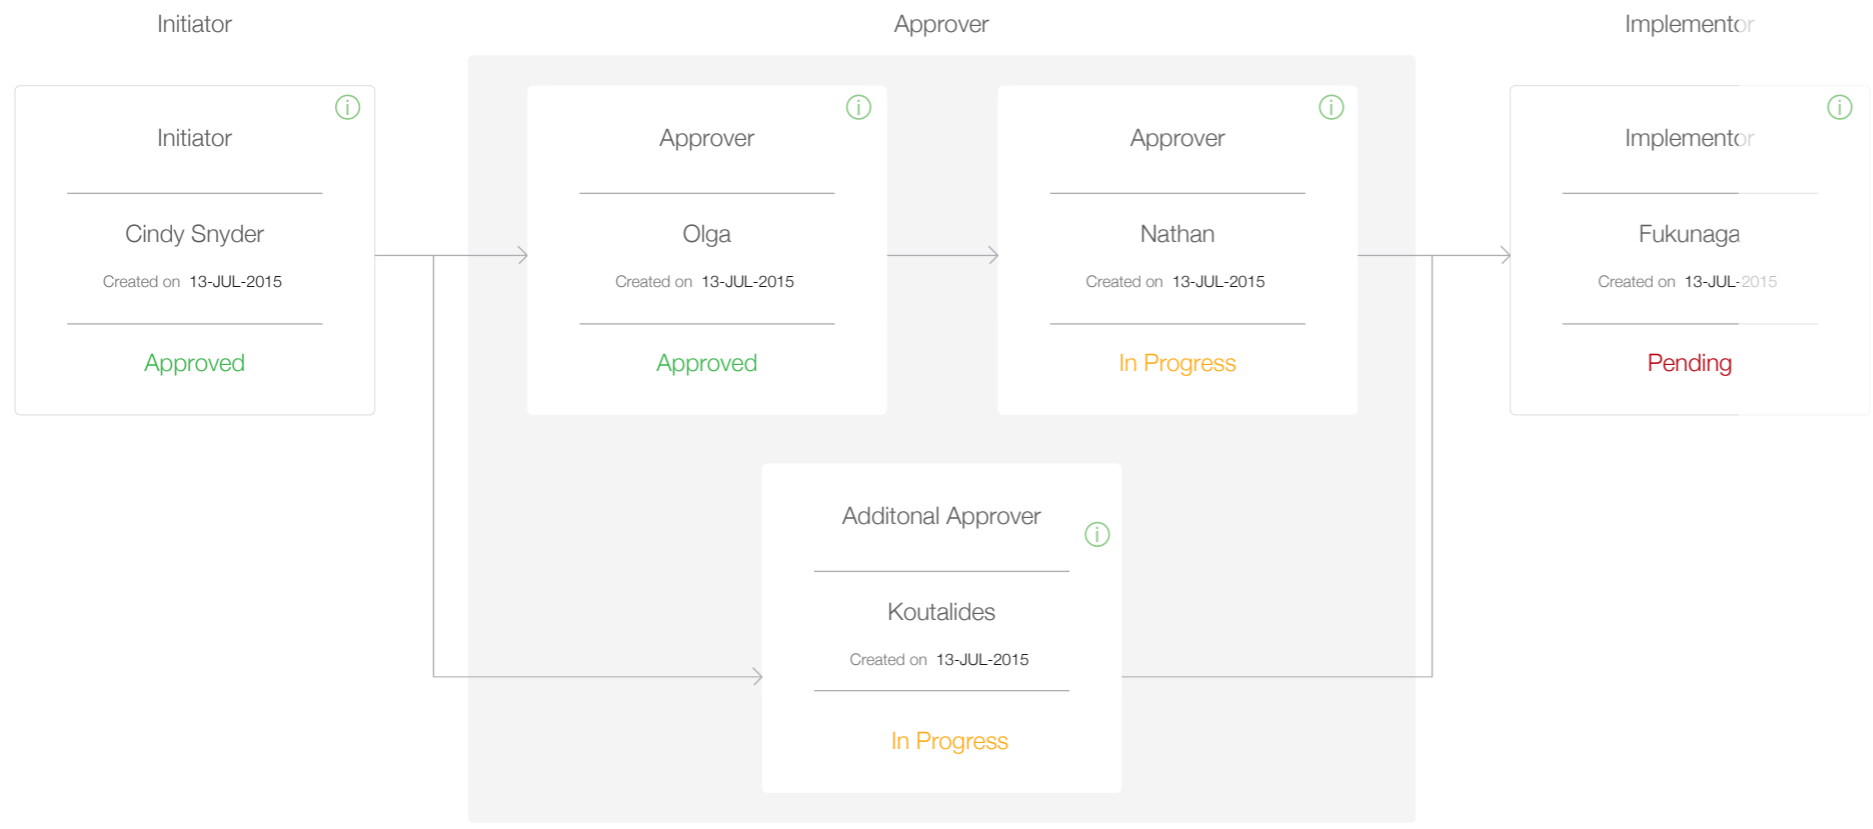 Initiator
Approver
Implementor
Initiator
Cindy Snyder
Created on 13-JUL-2015
Approved
Approver
Olga
Created on 13-JUL-2015
Approved
Approver
Nathan
Created on 13-JUL-2015
In Progress
Implementor
Fukunaga
Created on 13-JUL-2015
Pending
Additonal Approver
Koutalides
Created on 13-JUL-2015
In Progress